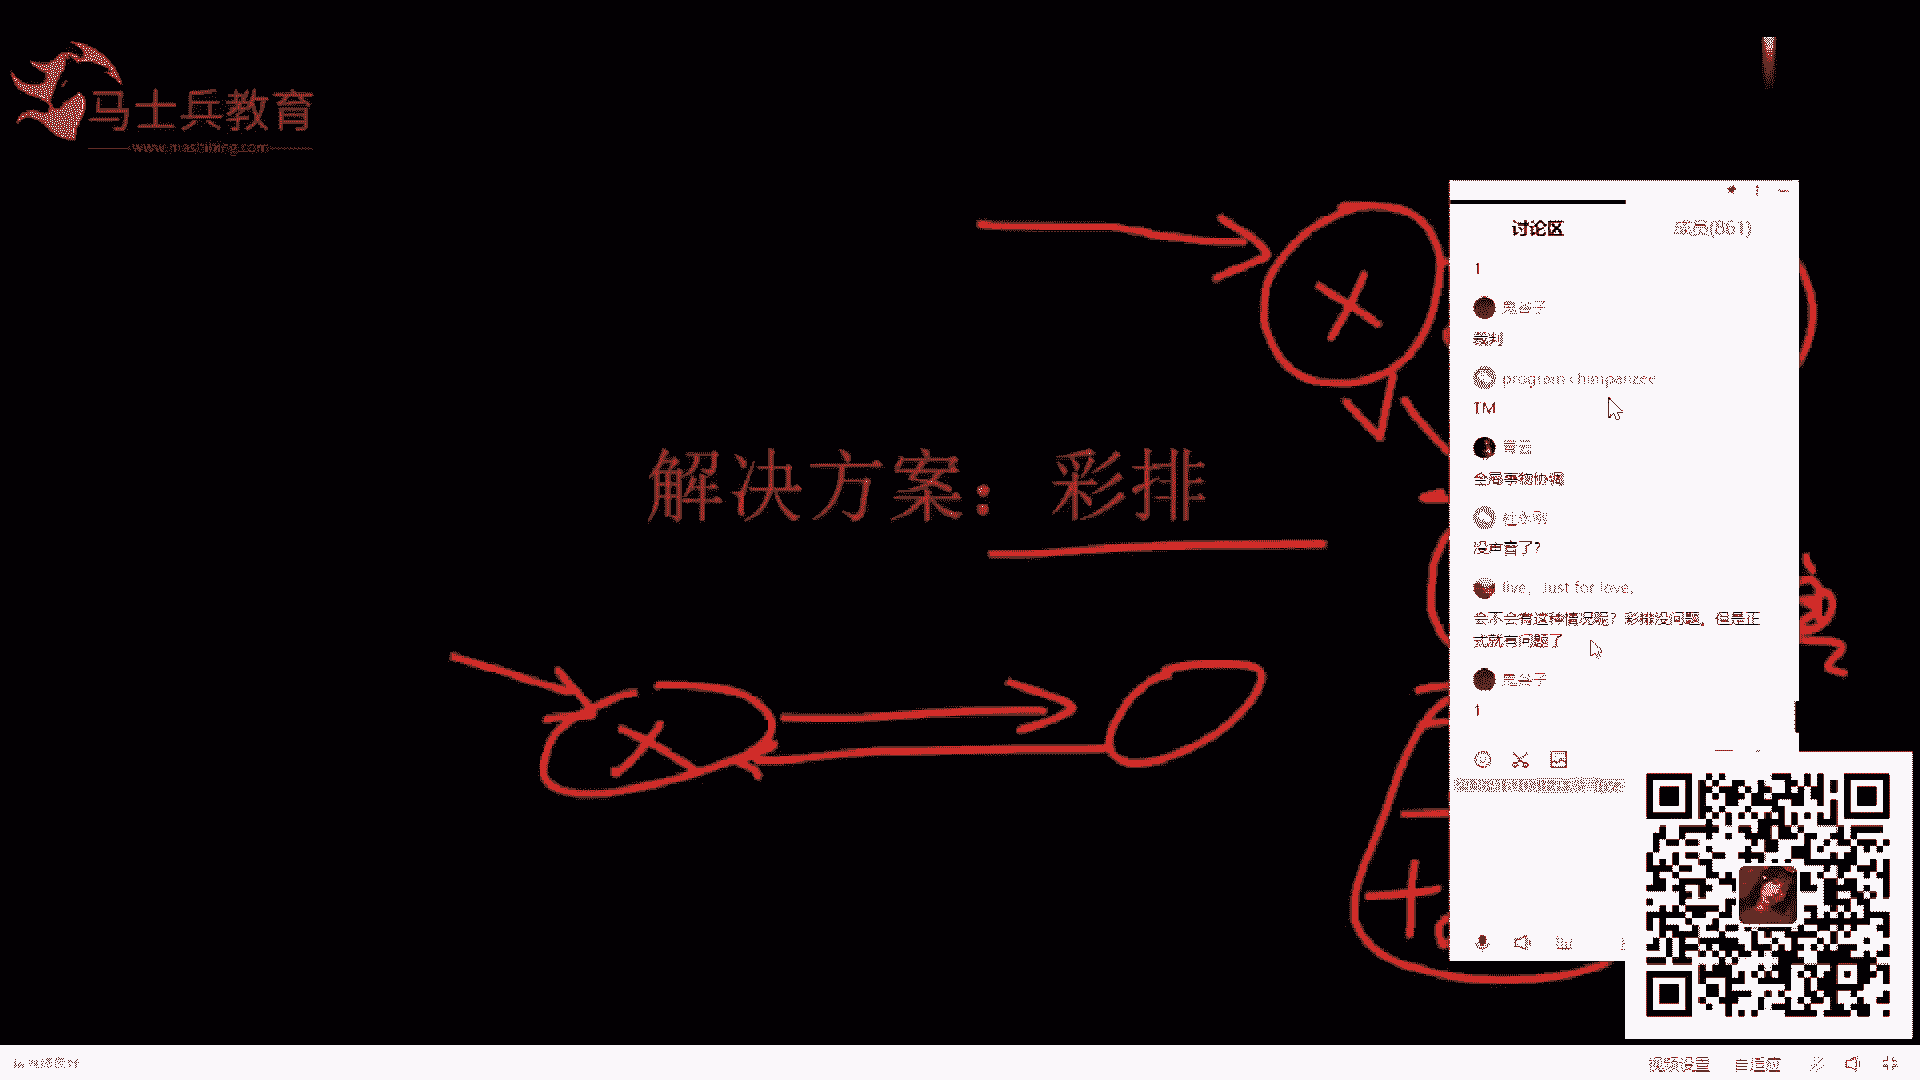 马士兵教育
www.mashibing.com
解决方案：彩排
讨论区
成员(861)
1
鬼谷子
裁判
program chimpanzee
TM
青云
全局事物协调
没声音了？
live，Just for love.
会不会有这种情况呢？彩排没问题，但是正
式就有问题了
鬼谷子
1
视频设置
自适应